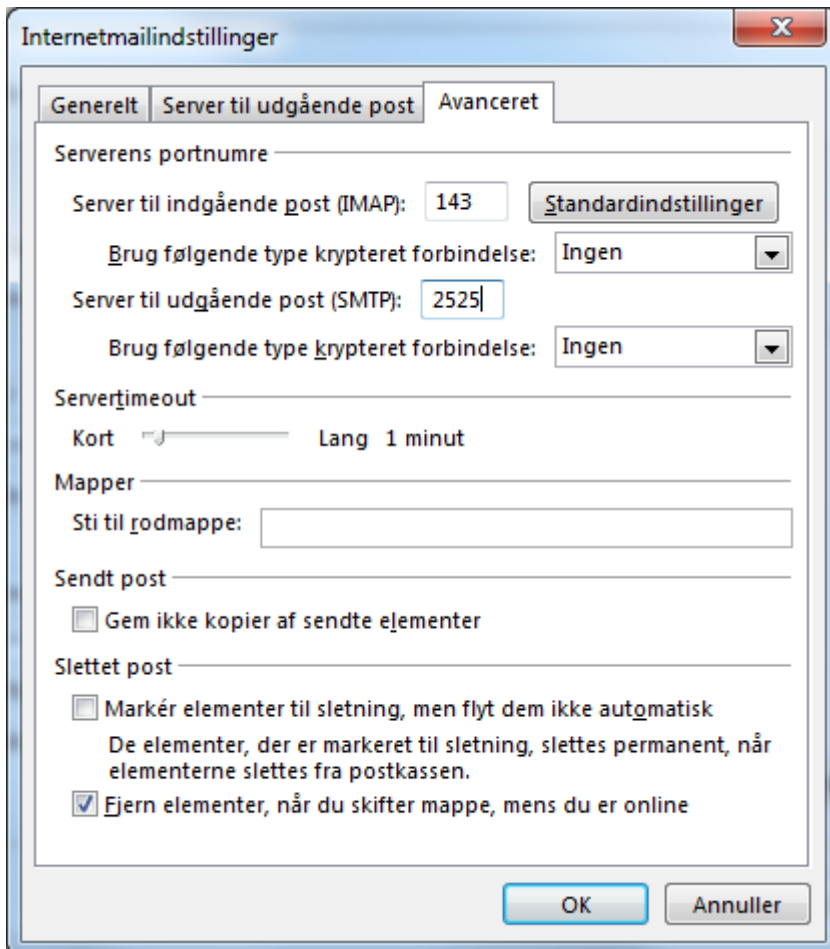 Internetmailindstillinger
Generelt Server til udgående post Avanceret
Serverens portnumre
Server til indgående post (IMAP): 143 Standardindstillinger
Brug følgende type krypteret forbindelse: Ingen
Server til udgående post (SMTP): 2525
Brug følgende type krypteret forbindelse: Ingen
Servertimeout
Kort Lang 1 minut
Mapper
Sti til rodmappe:
Sendt post
Gem ikke kopier af sendte elementer
Slettet post
Markér elementer til sletning, men flyt dem ikke automatisk
De elementer, der er markeret til sletning, slettes permanent, når
elementerne slettes fra postkassen.
Fjern elementer, når du skifter mappe, mens du er online
OK Annuller